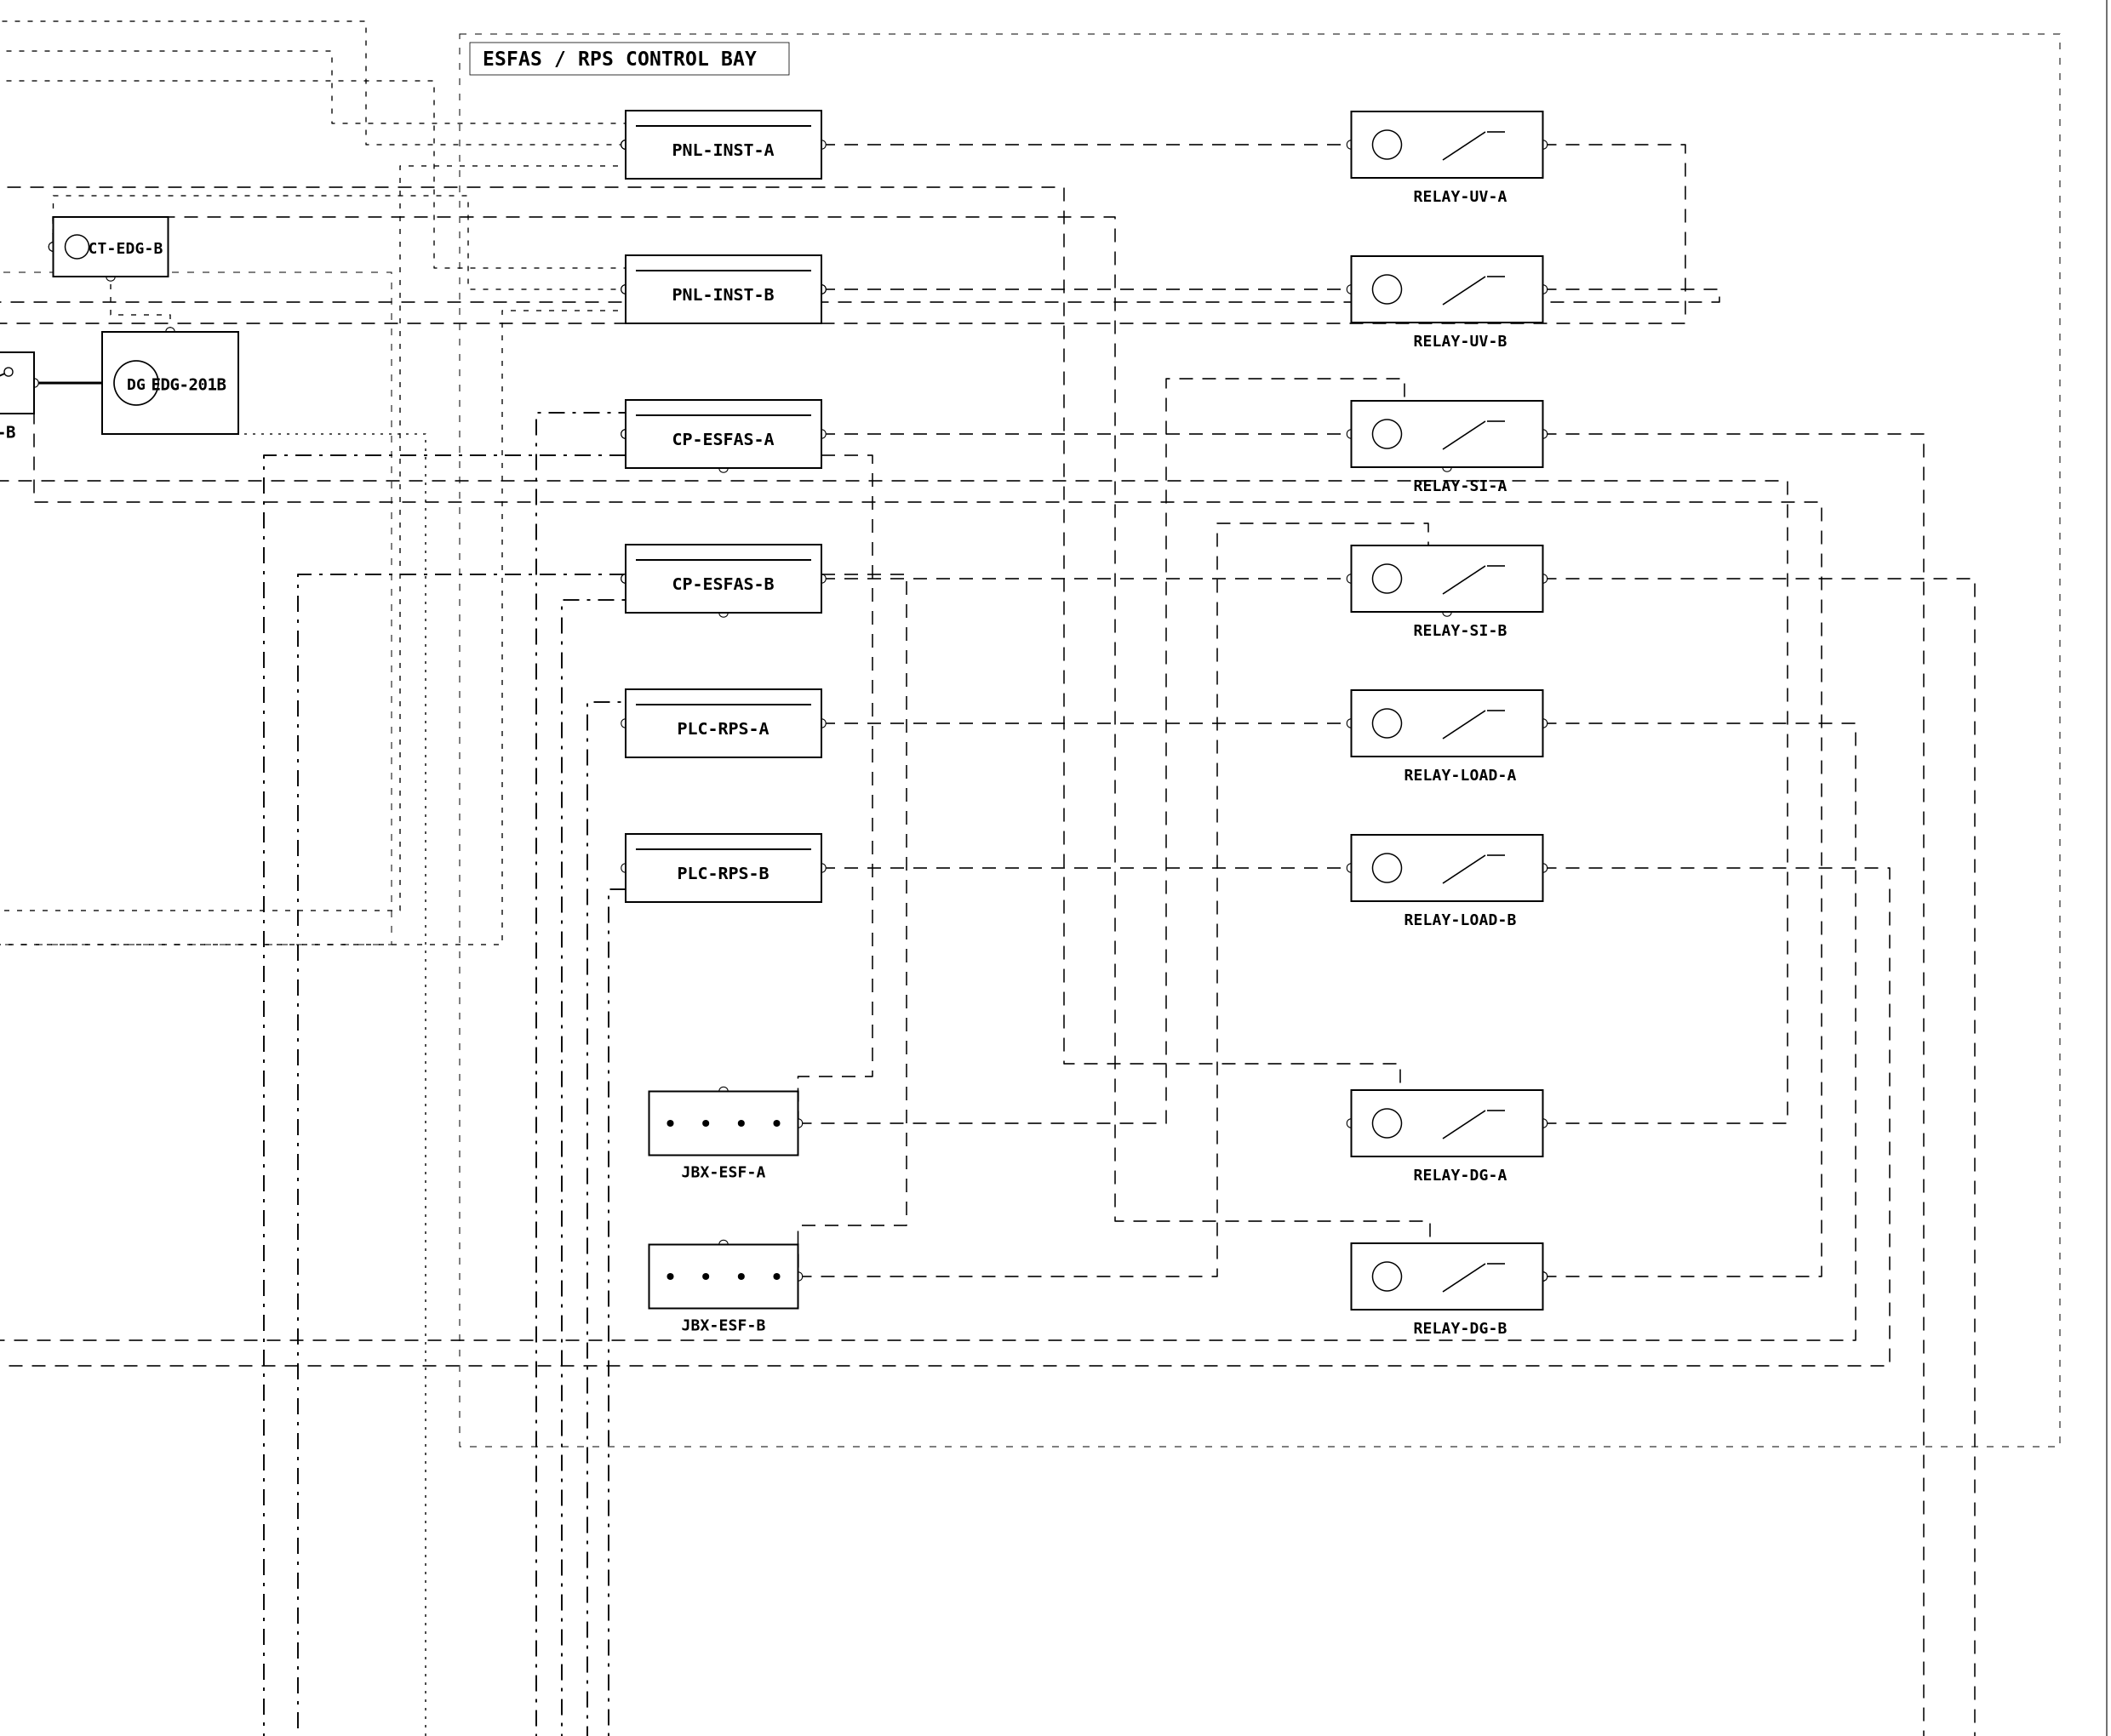 ESFAS / RPS CONTROL BAY
PNL-INST-A
RELAY-UV-A
CT-EDG-B
PNL-INST-B
RELAY-UV-B
DG EDG-201B
-B
CP-ESFAS-A
RELAY-SI-A
CP-ESFAS-B
RELAY-SI-B
PLC-RPS-A
RELAY-LOAD-A
PLC-RPS-B
RELAY-LOAD-B
JBX-ESF-A
RELAY-DG-A
JBX-ESF-B
RELAY-DG-B